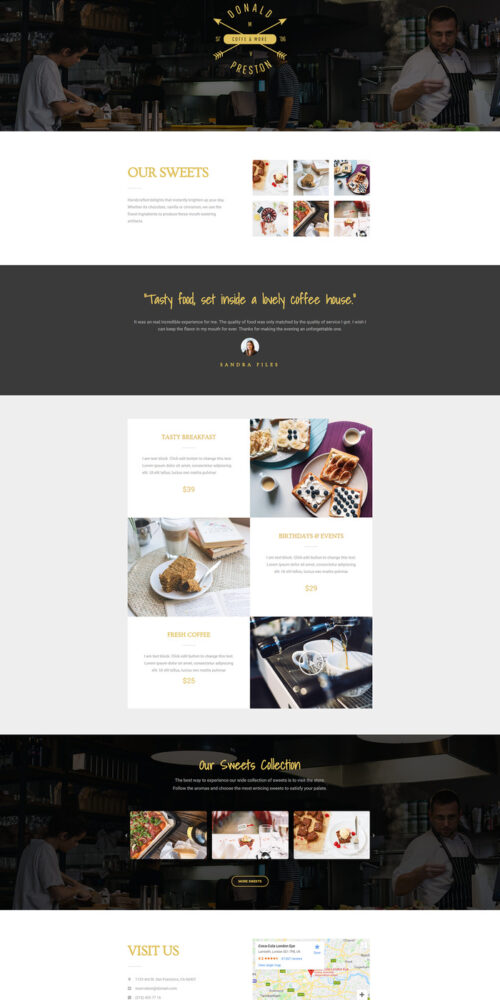 DONALD
M
57 COFFE & MORE
PRESTON
OUR SWEETS
Handcrafted delights that instantly brighten up your day.
Whether its chocolate, vanilla or cinnamon, we use the
finest ingredients to produce these mouth watering
artifacts.
"Tasty food, set inside a lovely coffee house."
It was an real incredible experience for me. The quality of food was only matched by the quality of service I got. I wish I
can keep the flavor in my mouth for ever. Thanks for making the evening an unforgettable one.
SANDRA FILES
TASTY BREAKFAST
I am text block. Click edit button to change this text.
Lorem ipsum dolor sit amet, consectetur adipiscing
elit. Ut elit tellus, luctus nec mattis pulvinar.
$39
BIRTHDAYS & EVENTS
I am text block. Click edit button to change this text.
Lorem ipsum dolor sit amet, consectetur adipiscing
elit. Ut elit tellus, luctus nec mattis pulvinar
$29
FRESH COFFEE
I am text block. Click edit button to change this text.
Lorem ipsum dolor sit amet, consectetur adipiscing
elit. Ut elit tellus, luctus nec mattis pulvinar
$25
Our Sweets Collection
The best way to experience our wide collection of sweets is to visit the store.
Follow the aromas and choose the most enticing sweets to satisfy your palate.
MORE SWEETS
VISIT US
Coca-Cola London Eye
View larger map